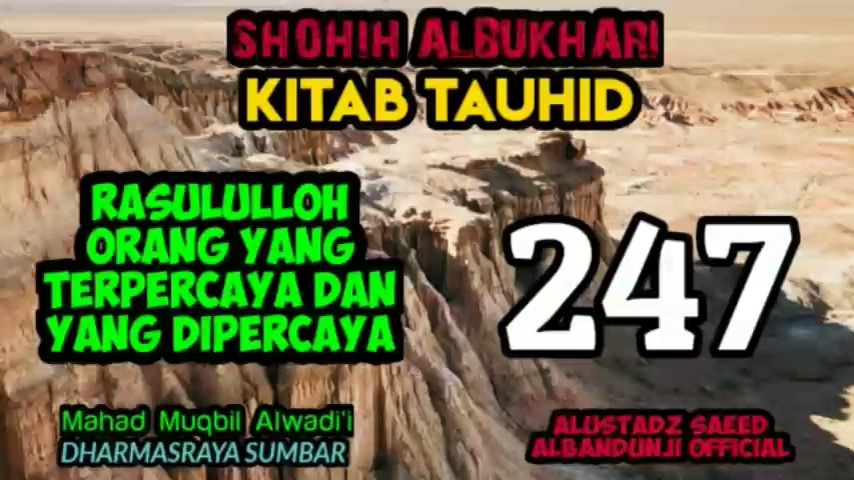 SHOHIH ALBUKHARI
KITAB TAUHID
RASULULLOH
ORANG YANG
TERPERCAYA DAN
YANG DIPERCAYA
247
Mahad Muqbil Alwadi'i
DHARMASRAYA SUMBAR
ALUSTADZ SAEED
ALBANDUNJI OFFICIAL